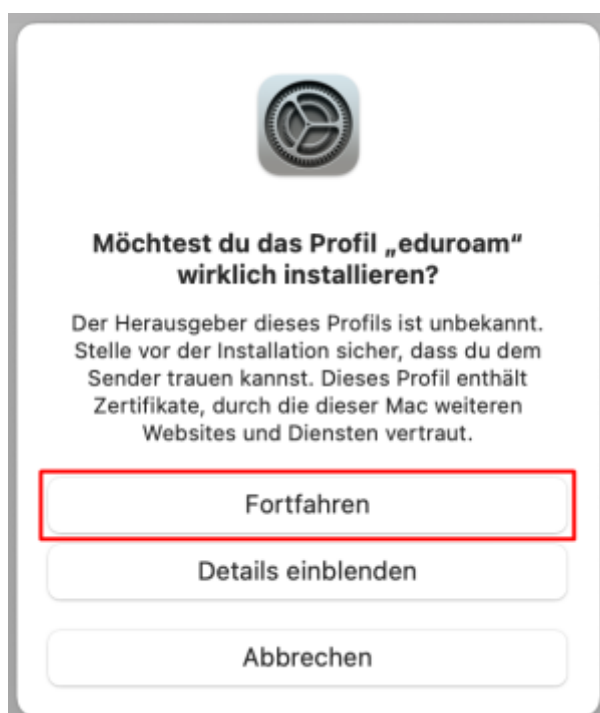 Möchtest du das Profil „eduroam“
wirklich installieren?
Der Herausgeber dieses Profils ist unbekannt.
Stelle vor der Installation sicher, dass du dem
Sender trauen kannst. Dieses Profil enthält
Zertifikate, durch die dieser Mac weiteren
Websites und Diensten vertraut.
Fortfahren
Details einblenden
Abbrechen